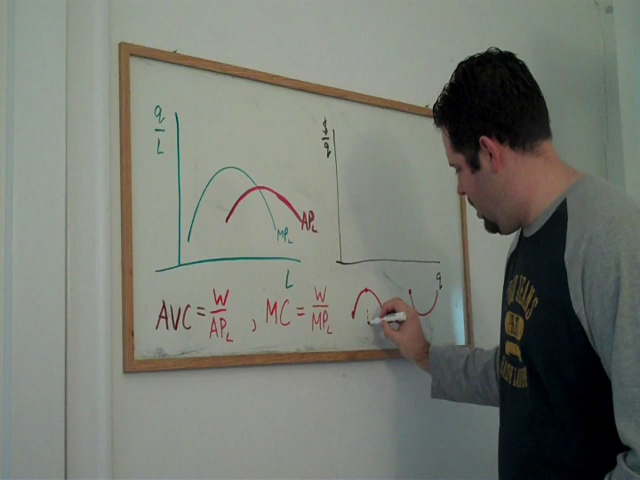 q/L
$/q
AP_L
MP_L
L
q
AVC = W/AP_L , MC = W/MP_L